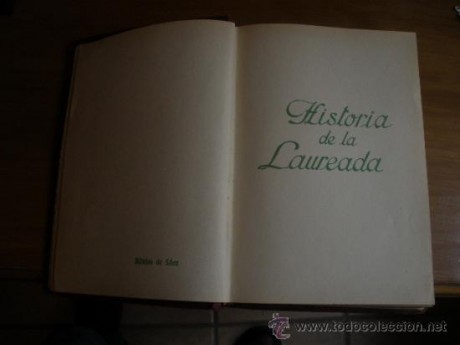 Historia
de la
Laureada
© www.todocoleccion.net